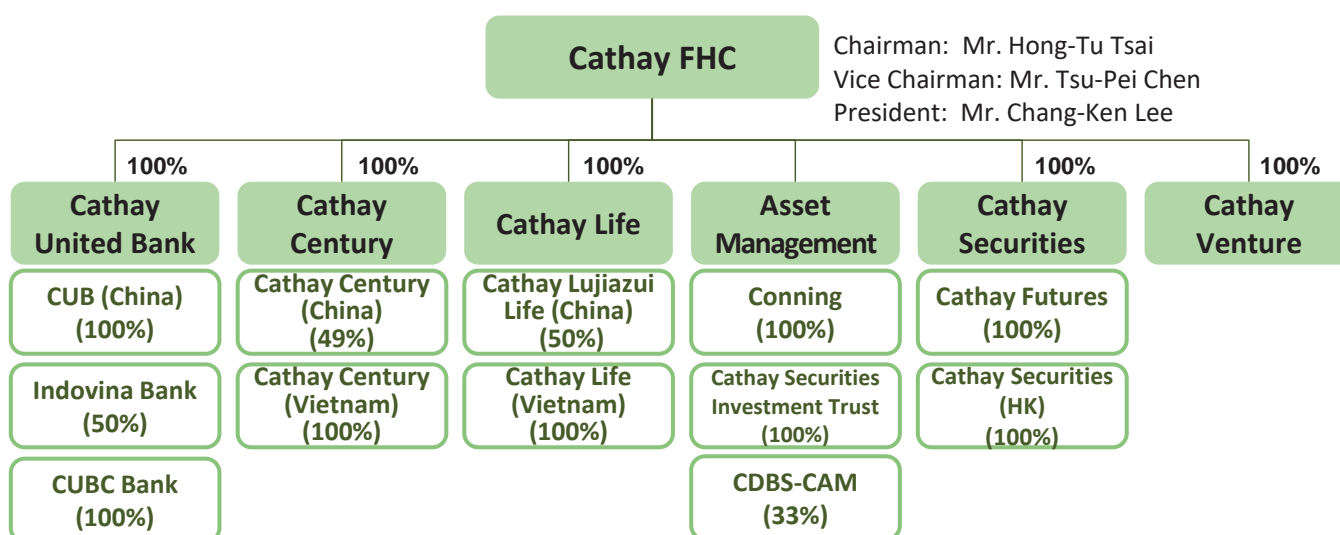 Cathay FHC
Chairman: Mr. Hong-Tu Tsai
Vice Chairman: Mr. Tsu-Pei Chen
President: Mr. Chang-Ken Lee
100%
100%
100%
100%
100%
Cathay
United Bank
Cathay
Century
Cathay Life
Asset
Management
Cathay
Securities
Cathay
Venture
CUB (China)
(100%)
Cathay Century
(China)
(49%)
Cathay Lujiazui
Life (China)
(50%)
Conning
(100%)
Cathay Futures
(100%)
Indovina Bank
(50%)
Cathay Century
(Vietnam)
(100%)
Cathay Life
(Vietnam)
(100%)
Cathay Securities
Investment Trust
(100%)
Cathay Securities
(HK)
(100%)
CUBC Bank
(100%)
CDBS-CAM
(33%)